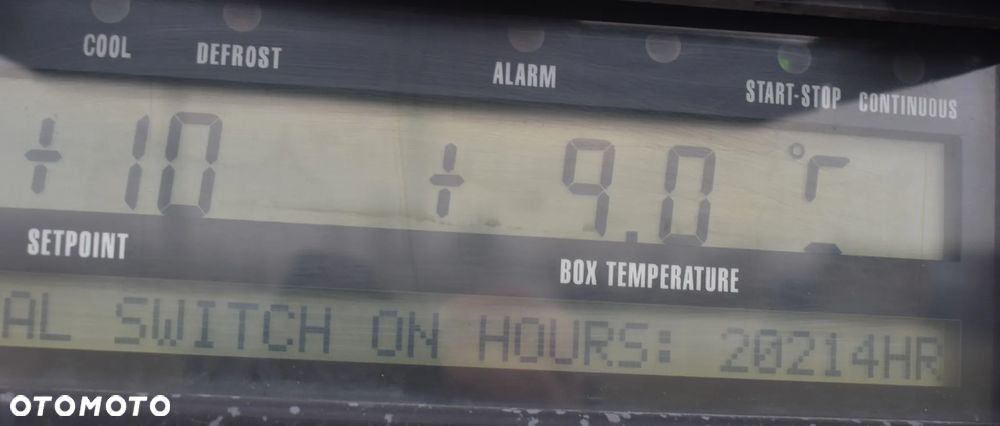 COOL DEFROST ALARM START-STOP CONTINUOUS
+10 + 9.0 °C
SETPOINT BOX TEMPERATURE
AL SWITCH ON HOURS: 20214HR
OTOMOTO